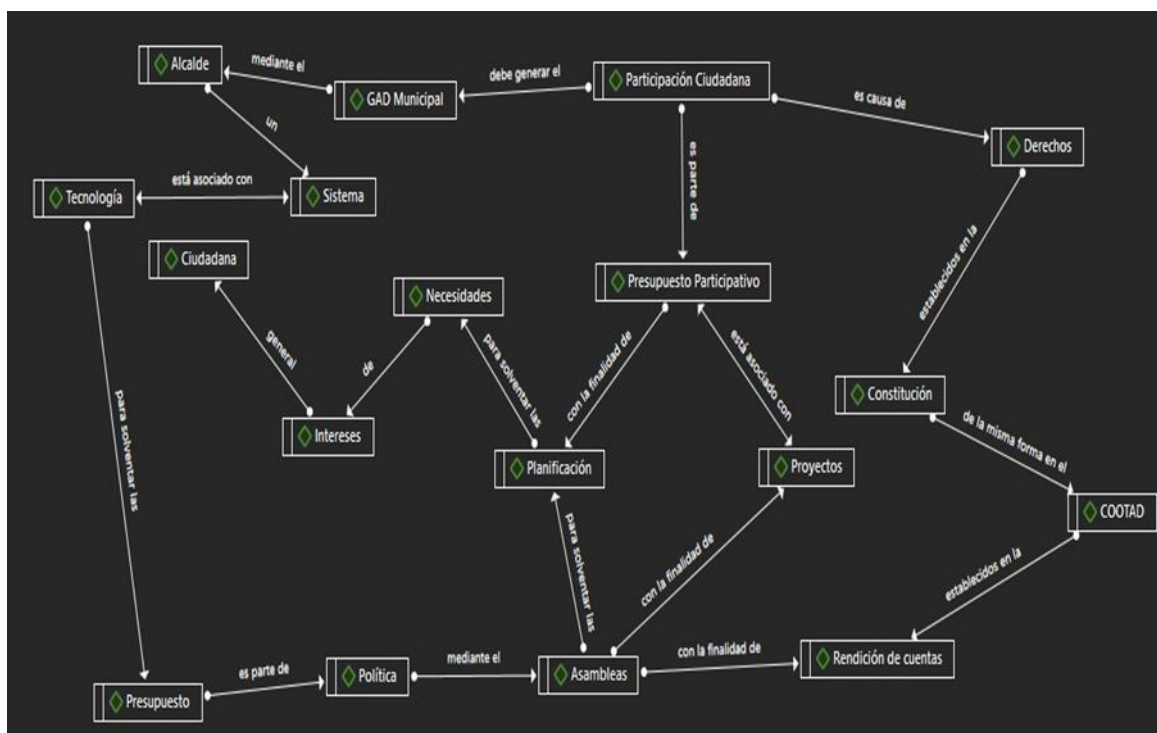 Alcalde
mediante el
GAD Municipal
debe generar el
Participación Ciudadana
es causa de
Derechos
un
es parte de
Tecnología
está asociado con
Sistema
Ciudadana
Necesidades
Presupuesto Participativo
establecidos en la
general
de
para solventar las
con la finalidad de
está asociado con
Constitución
para solventar las
Intereses
Planificación
Proyectos
de la misma forma en el
COOTAD
para solventar las
con la finalidad de
establecidos en la
Presupuesto
es parte de
Política
mediante el
Asambleas
con la finalidad de
Rendición de cuentas